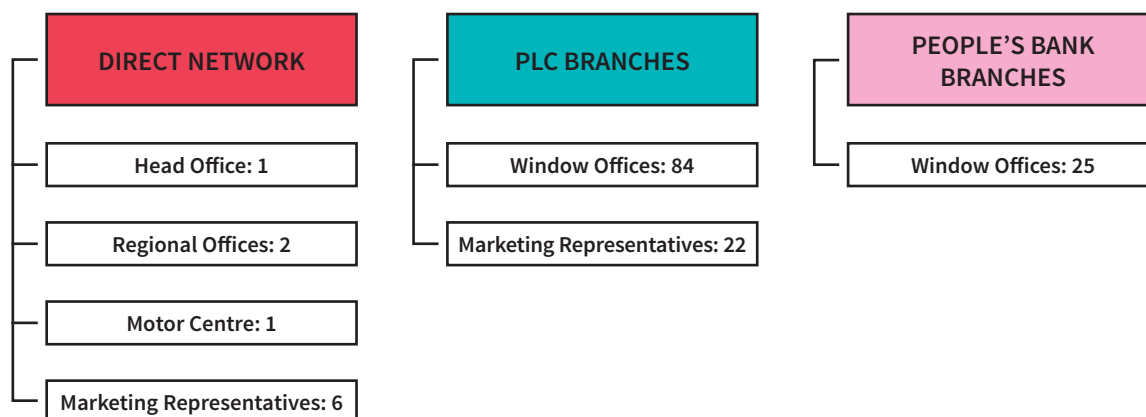 DIRECT NETWORK
Head Office: 1
Regional Offices: 2
Motor Centre: 1
Marketing Representatives: 6
PLC BRANCHES
Window Offices: 84
Marketing Representatives: 22
PEOPLE’S BANK
BRANCHES
Window Offices: 25